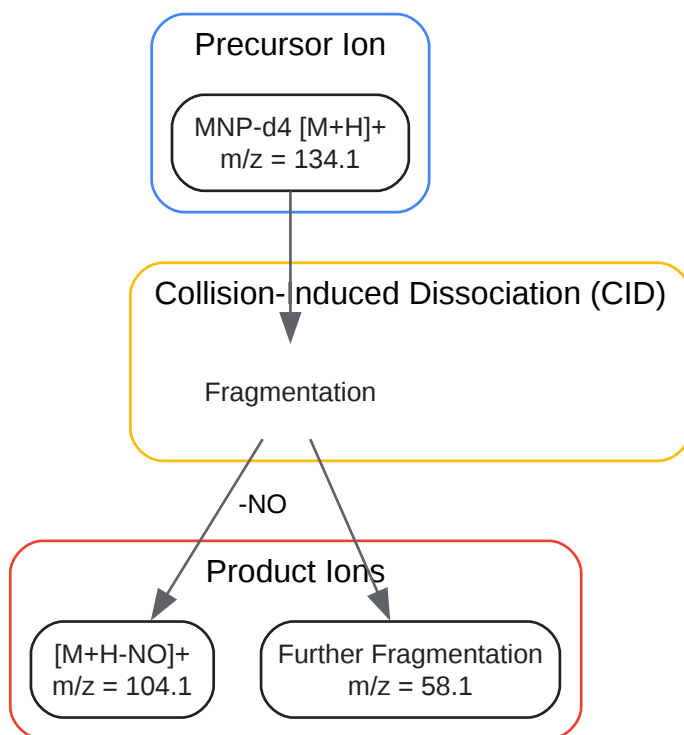 Precursor Ion
MNP-d4 [M+H]+
m/z = 134.1
Collision-Induced Dissociation (CID)
Fragmentation
-NO
Product Ions
[M+H-NO]+
m/z = 104.1
Further Fragmentation
m/z = 58.1